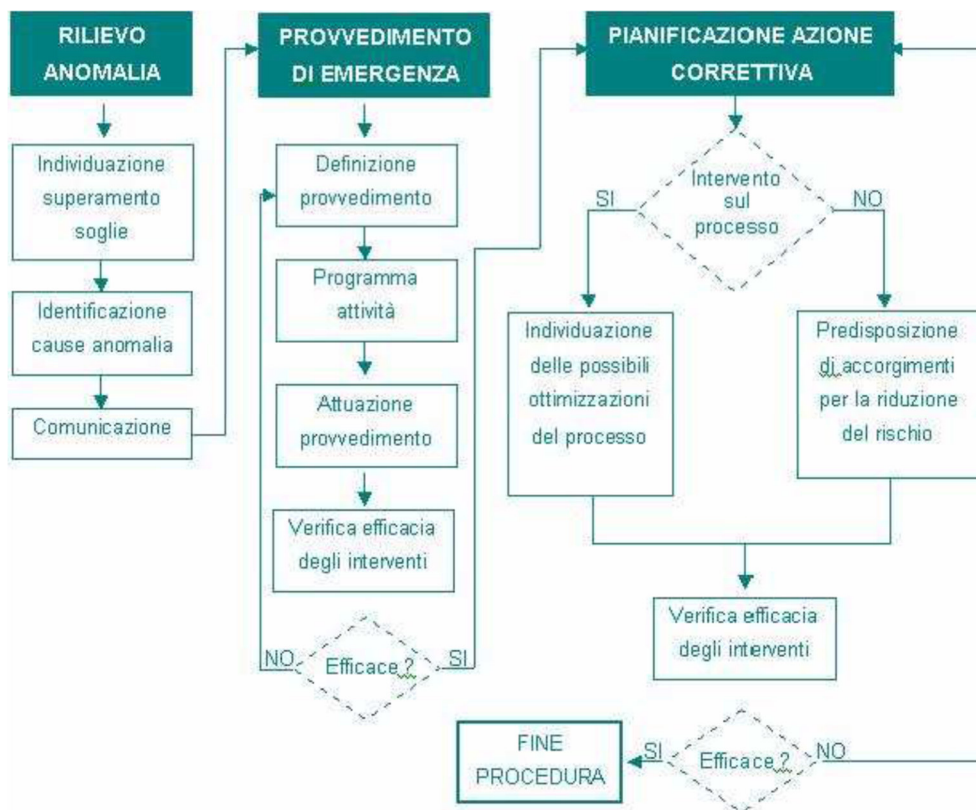 RILIEVO
ANOMALIA
Individuazione
superamento
soglie
Identificazione
cause anomalia
Comunicazione
PROVVEDIMENTO
DI EMERGENZA
Definizione
provvedimento
Programma
attività
Attuazione
provvedimento
Verifica efficacia
degli interventi
NO
Efficace ?
SI
PIANIFICAZIONE AZIONE
CORRETTIVA
Intervento
sul
processo
SI
NO
Individuazione
delle possibili
ottimizzazioni
del processo
Predisposizione
di accorgimenti
per la riduzione
del rischio
Verifica efficacia
degli interventi
Efficace ?
SI
NO
FINE
PROCEDURA